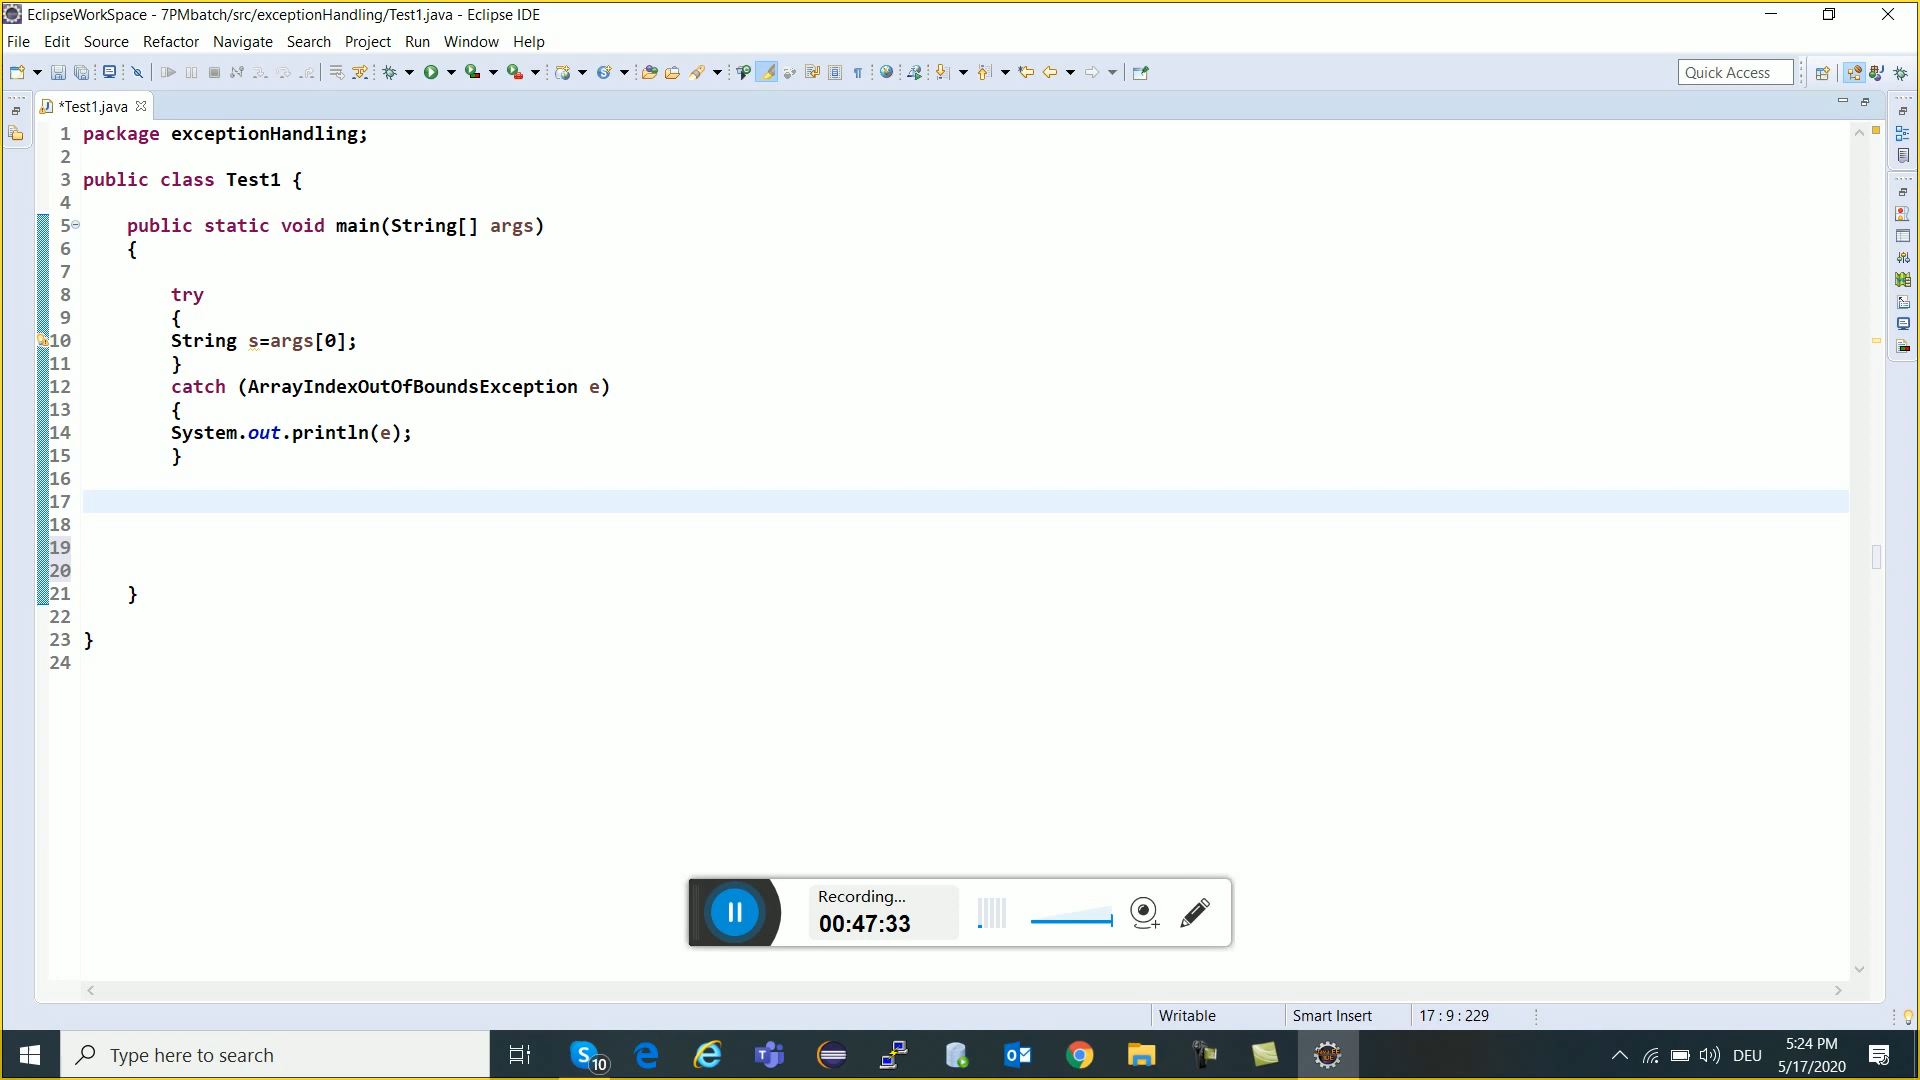 EclipseWorkSpace - 7PMbatch/src/exceptionHandling/Test1.java - Eclipse IDE
File Edit Source Refactor Navigate Search Project Run Window Help
Quick Access
*Test1.java
1 package exceptionHandling;
2
3 public class Test1 {
4
5 public static void main(String[] args)
6 {
7
8 try
9 {
10 String s=args[0];
11 }
12 catch (ArrayIndexOutOfBoundsException e)
13 {
14 System.out.println(e);
15 }
16
17
18
19
20
21 }
22
23 }
24
Recording...
00:47:33
Writable Smart Insert 17 : 9 : 229
Type here to search
10
DEU
5:24 PM
5/17/2020